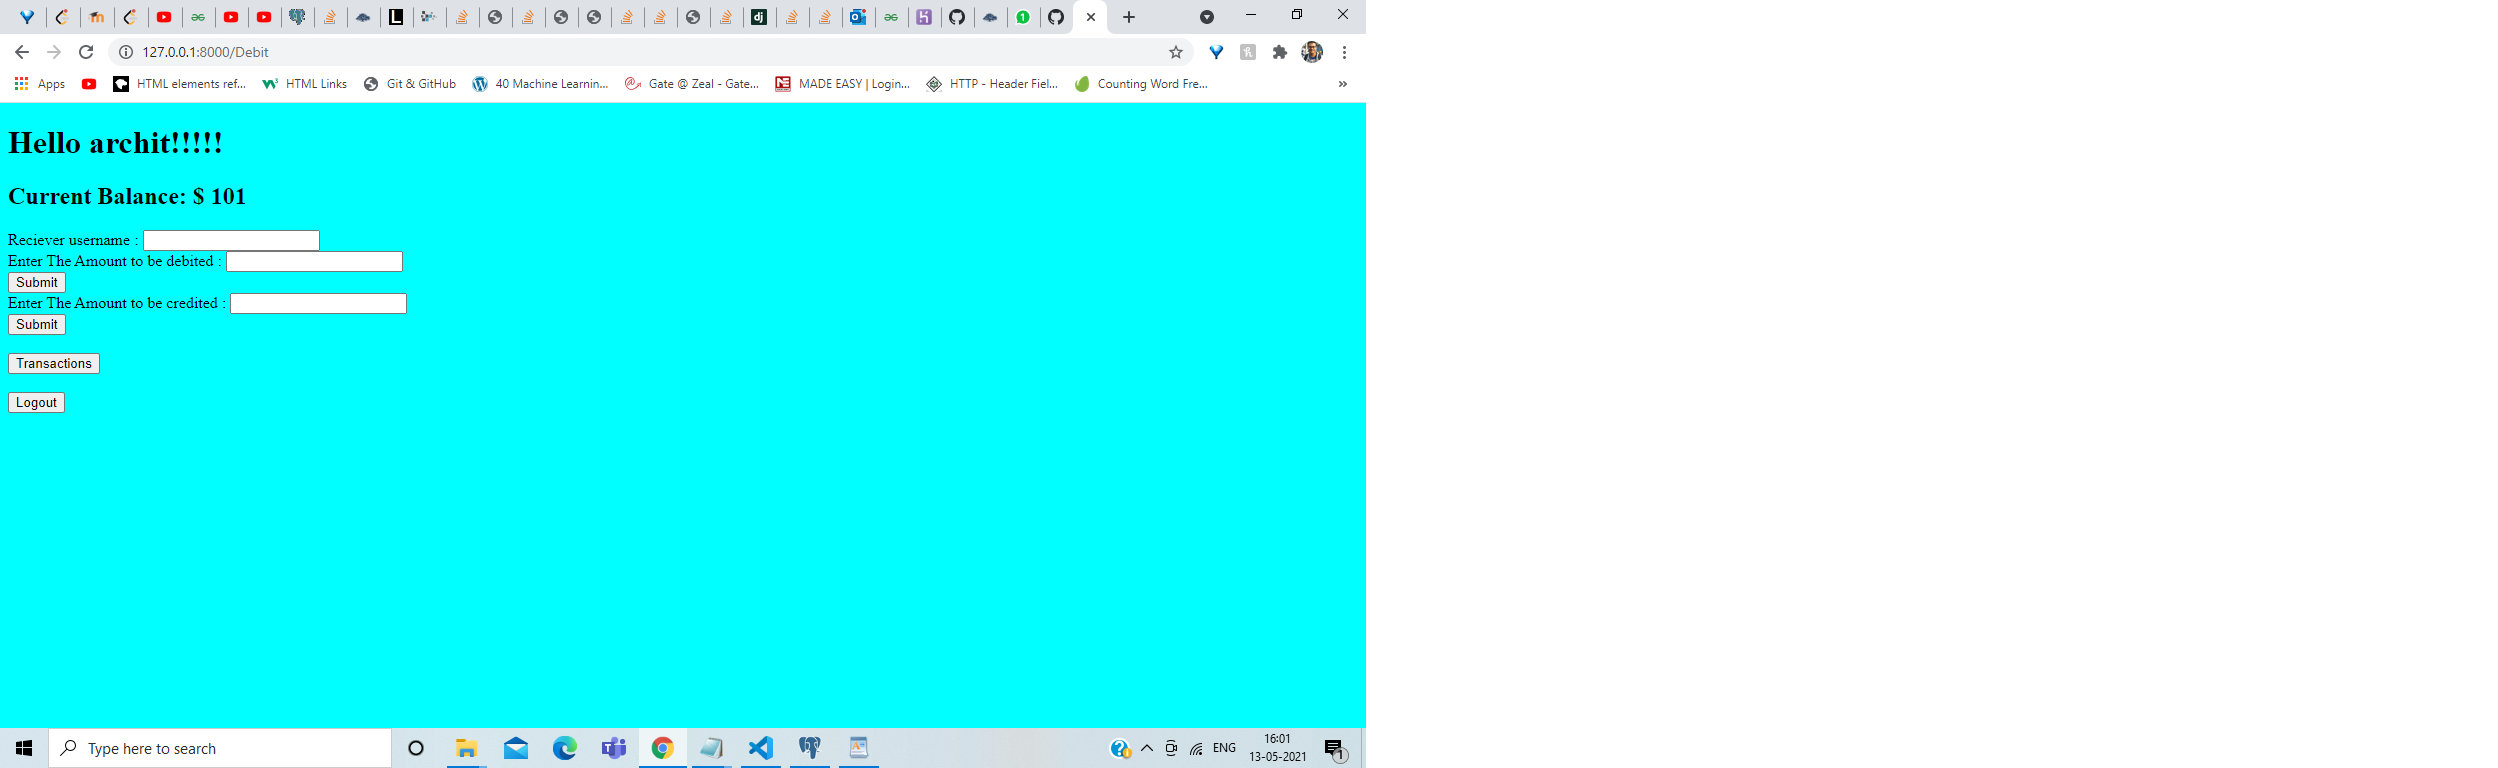 127.0.0.1:8000/Debit
Apps HTML elements ref... HTML Links Git & GitHub 40 Machine Learnin... Gate @ Zeal - Gate... MADE EASY | Login... HTTP - Header Fiel... Counting Word Fre... »
Hello archit!!!!!
Current Balance: $ 101
Reciever username :
Enter The Amount to be debited :
Submit
Enter The Amount to be credited :
Submit
Transactions
Logout
Type here to search
ENG
16:01
13-05-2021
1